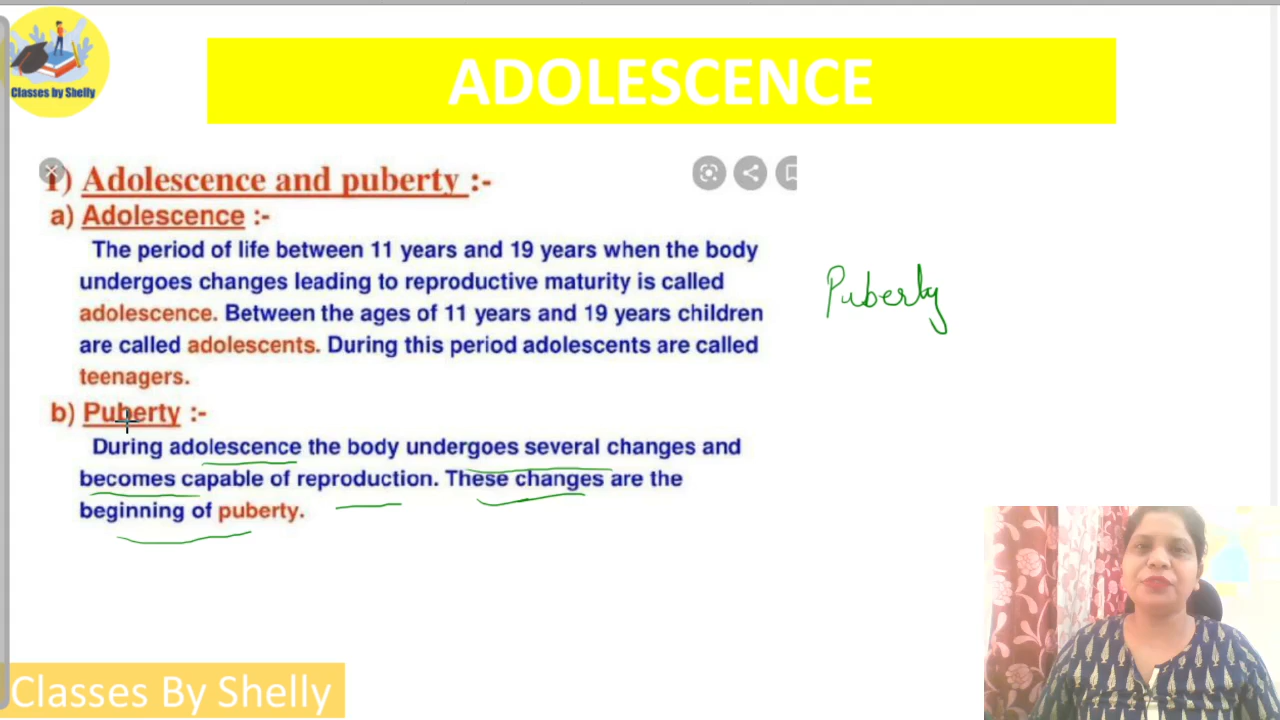 Classes by Shelly
ADOLESCENCE
1) Adolescence and puberty :-
a) Adolescence :-
The period of life between 11 years and 19 years when the body
undergoes changes leading to reproductive maturity is called
adolescence. Between the ages of 11 years and 19 years children
are called adolescents. During this period adolescents are called
teenagers.
Puberty
b) Puberty :-
During adolescence the body undergoes several changes and
becomes capable of reproduction. These changes are the
beginning of puberty.
Classes By Shelly